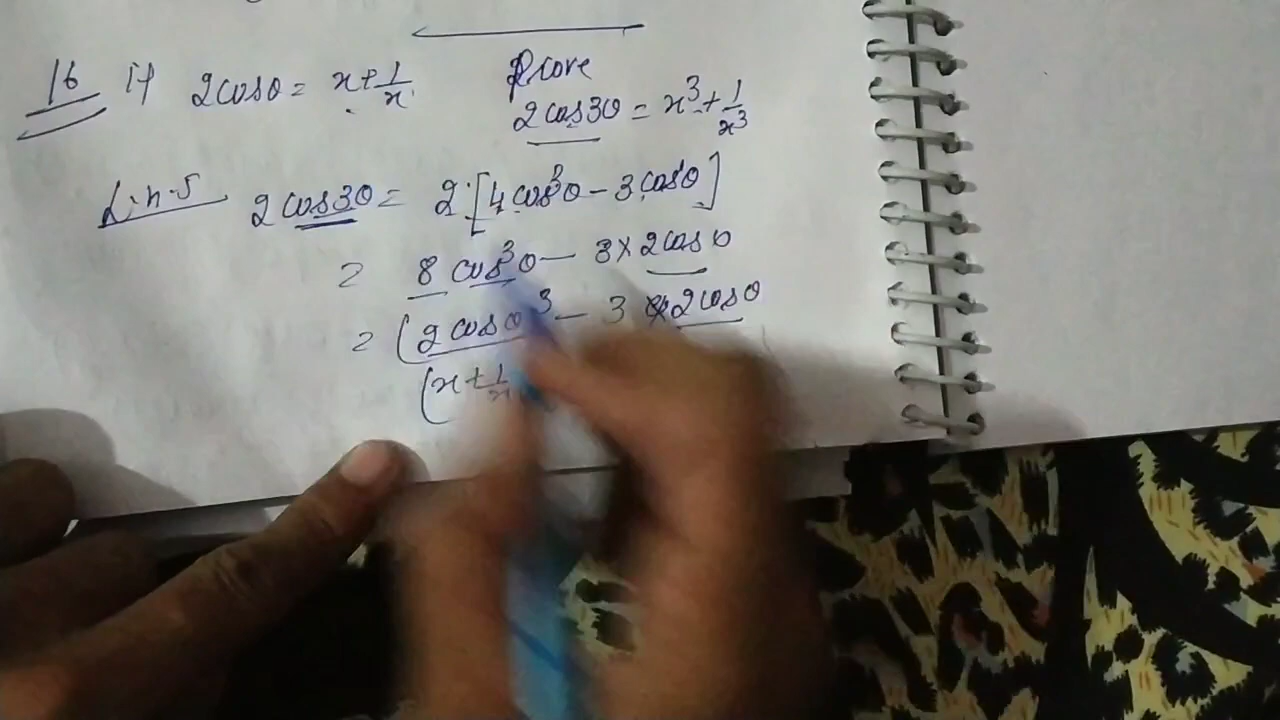 16 if 2cosθ = x+1/x Prove
2cos3θ = x³+1/x³
L.H.S 2cos3θ = 2.[4cos³θ - 3cosθ]
= 8cos³θ - 3×2cosθ
= (2cosθ)³ - 3×2cosθ
(x+1/x